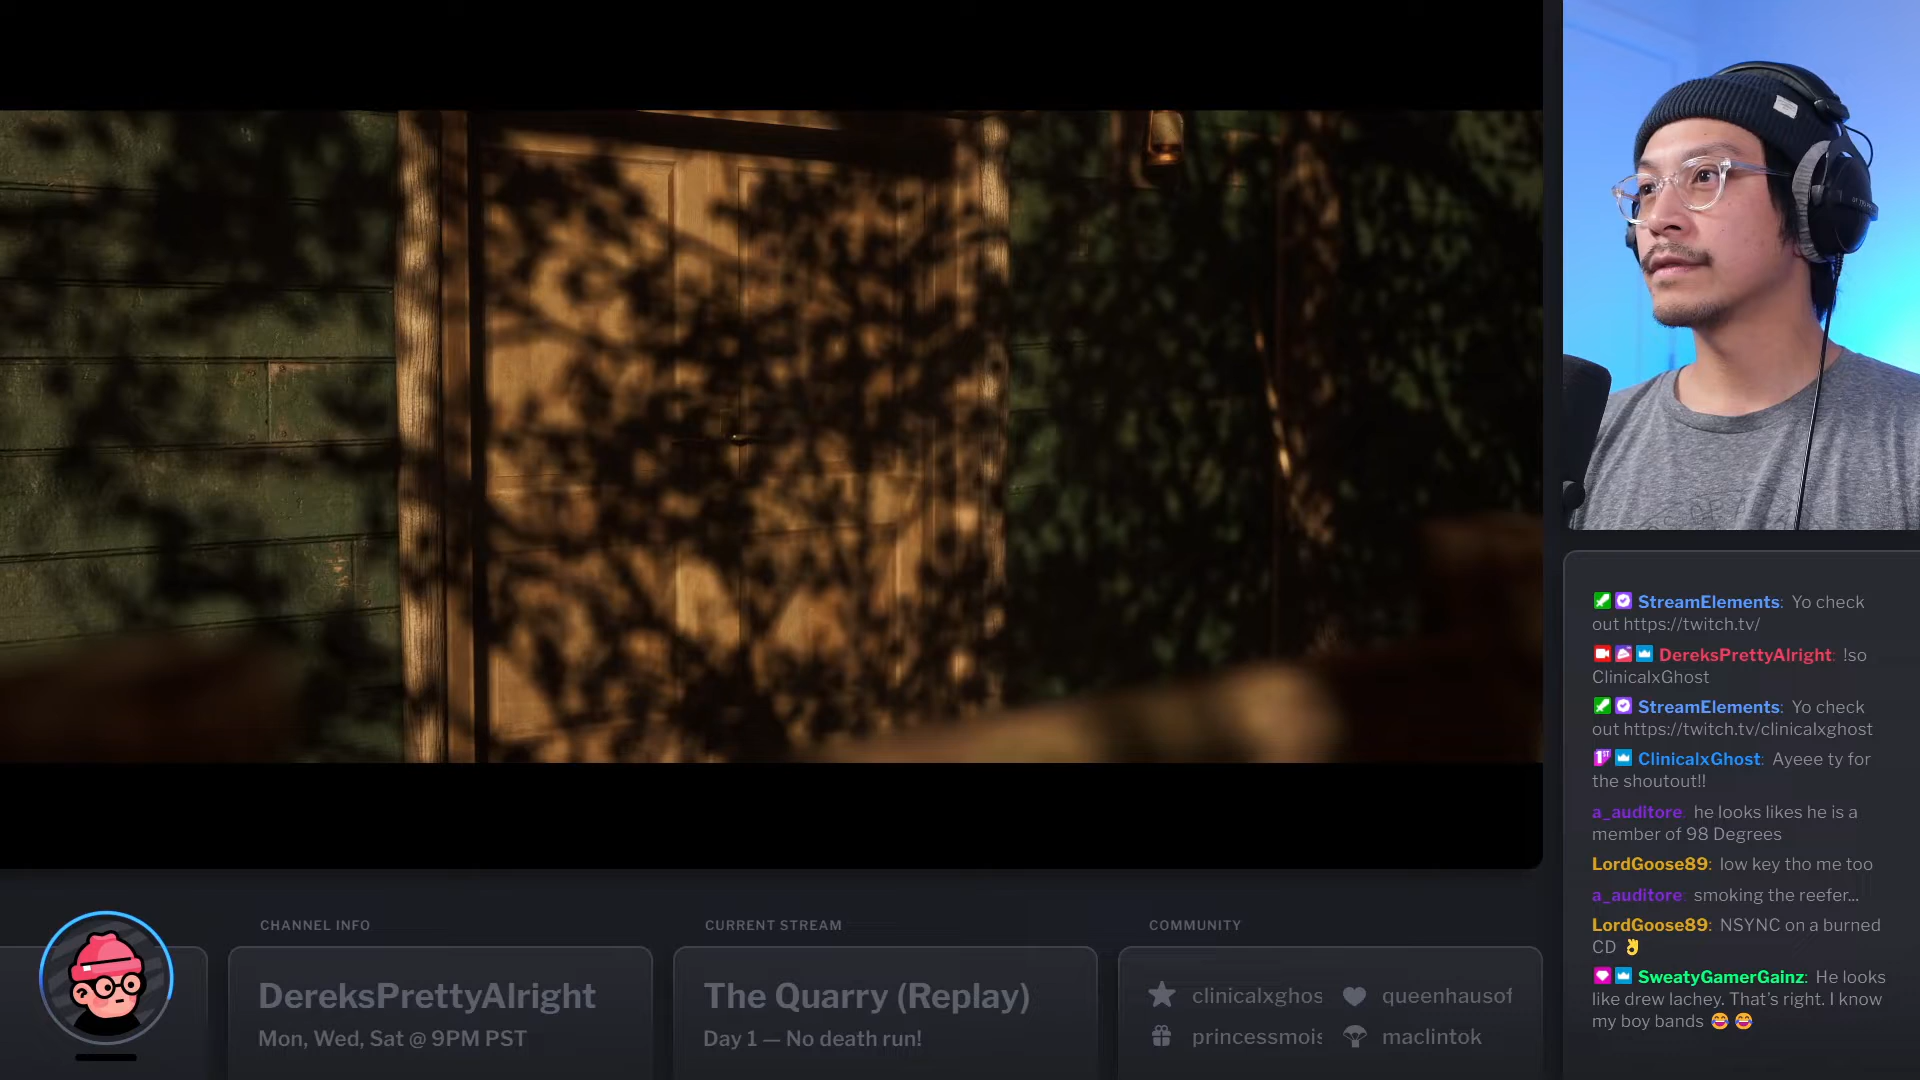 StreamElements: Yo check
out https://twitch.tv/
DereksPrettyAlright: !so
ClinicalxGhost
StreamElements: Yo check
out https://twitch.tv/clinicalxghost
ClinicalxGhost: Ayeee ty for
the shoutout!!
a_auditore: he looks likes he is a
member of 98 Degrees
LordGoose89: low key tho me too
a_auditore: smoking the reefer...
LordGoose89: NSYNC on a burned
CD 👌
SweatyGamerGainz: He looks
like drew lachey. That's right. I know
my boy bands 😂 😂
CHANNEL INFO
DereksPrettyAlright
Mon, Wed, Sat @ 9PM PST
CURRENT STREAM
The Quarry (Replay)
Day 1 — No death run!
COMMUNITY
clinicalxghos queenhausof
princessmois maclintok